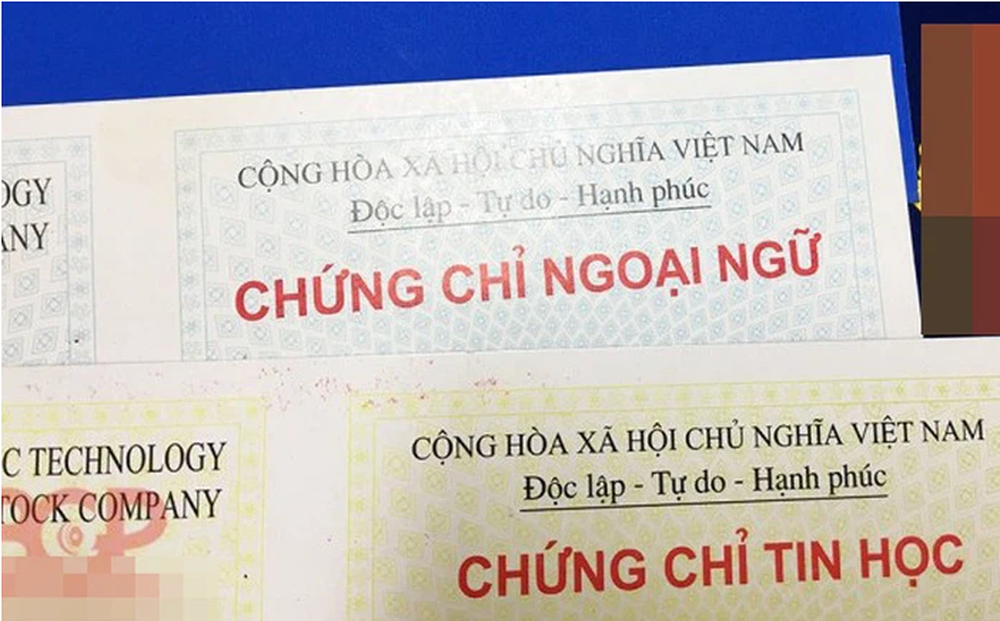 CỘNG HÒA XÃ HỘI CHỦ NGHĨA VIỆT NAM
Độc lập - Tự do - Hạnh phúc
CHỨNG CHỈ NGOẠI NGỮ
C TECHNOLOGY
TOCK COMPANY
CỘNG HÒA XÃ HỘI CHỦ NGHĨA VIỆT NAM
Độc lập - Tự do - Hạnh phúc
CHỨNG CHỈ TIN HỌC